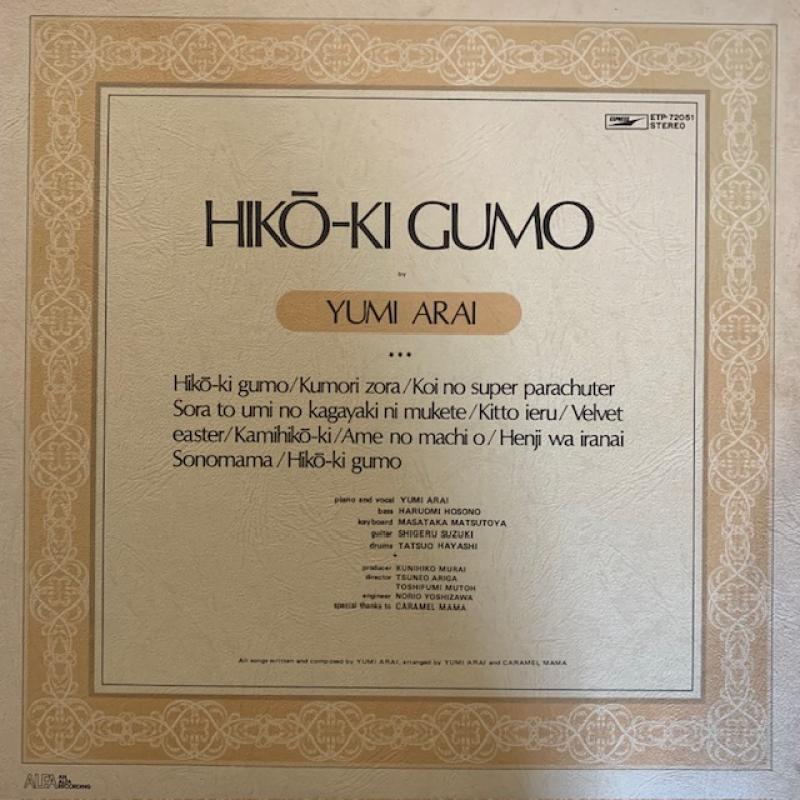 EXPRESS ETP-72051
STEREO
HIKŌ-KI GUMO
by
YUMI ARAI
Hikō-ki gumo/Kumori zora/Koi no super parachuter
Sora to umi no kagayaki ni mukete/Kitto ieru/Velvet
easter/Kamihikō-ki/Ame no machi o/Henji wa iranai
Sonomama/Hikō-ki gumo
piano and vocal YUMI ARAI
bass HARUOMI HOSONO
keyboard MASATAKA MATSUTOYA
guitar SHIGERU SUZUKI
drums TATSUO HAYASHI
producer KUNIHIKO MURAI
director TSUNEO ARIGA
TOSHIFUMI MUTOH
engineer NORIO YOSHIZAWA
special thanks to CARAMEL MAMA
All songs written and composed by YUMI ARAI, arranged by YUMI ARAI and CARAMEL MAMA
ALFA AN
ALFA
RECORDING